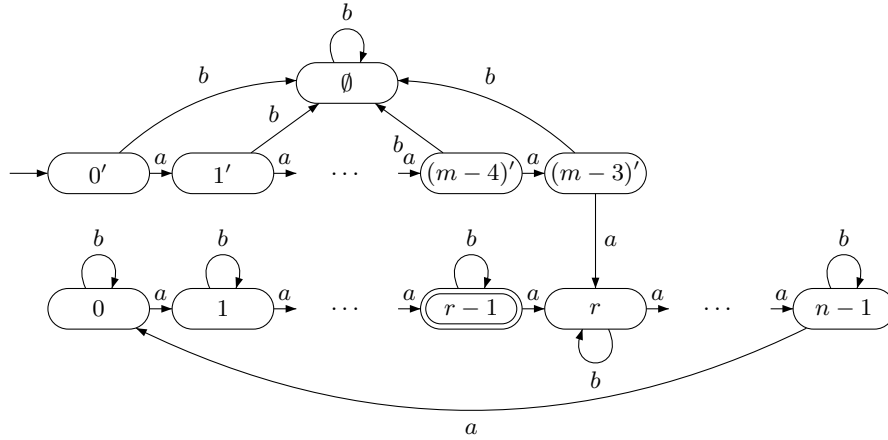 b
∅
b b
b b
0′ a 1′ a ⋯ a (m − 4)′ a (m − 3)′
a
b b b b
0 a 1 a ⋯ a r − 1 a r a ⋯ a n − 1
b
a